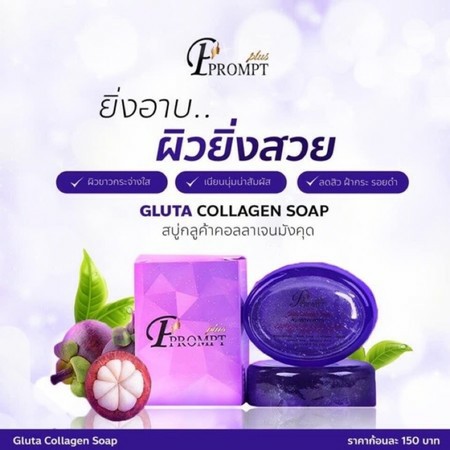 plus
PROMPT
ยิ่งอาบ..
ผิวยิ่งสวย
ผิวขาวกระจ่างใส
เนียนนุ่มน่าสัมผัส
ลดสิว ฝ้ากระ รอยดำ
GLUTA COLLAGEN SOAP
สบู่กลูต้าคอลลาเจนมังคุด
plus
PROMPT
Prompt
Gluta Collagen Soap
ราคาก้อนละ 150 บาท